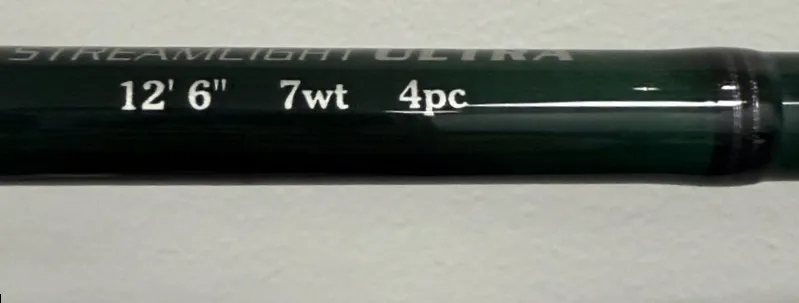 STREAMLIGHT ULTRA
12' 6" 7wt 4pc